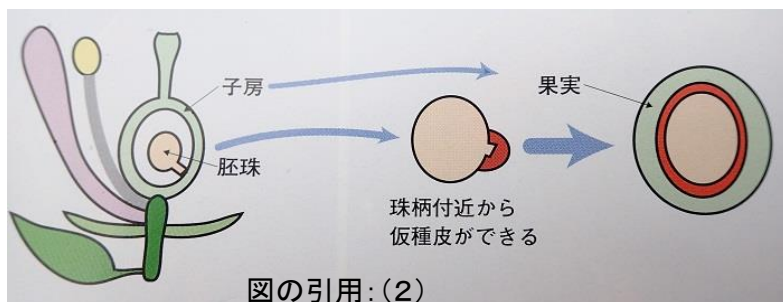 子房
胚珠
珠柄付近から
仮種皮ができる
果実
図の引用:(2)